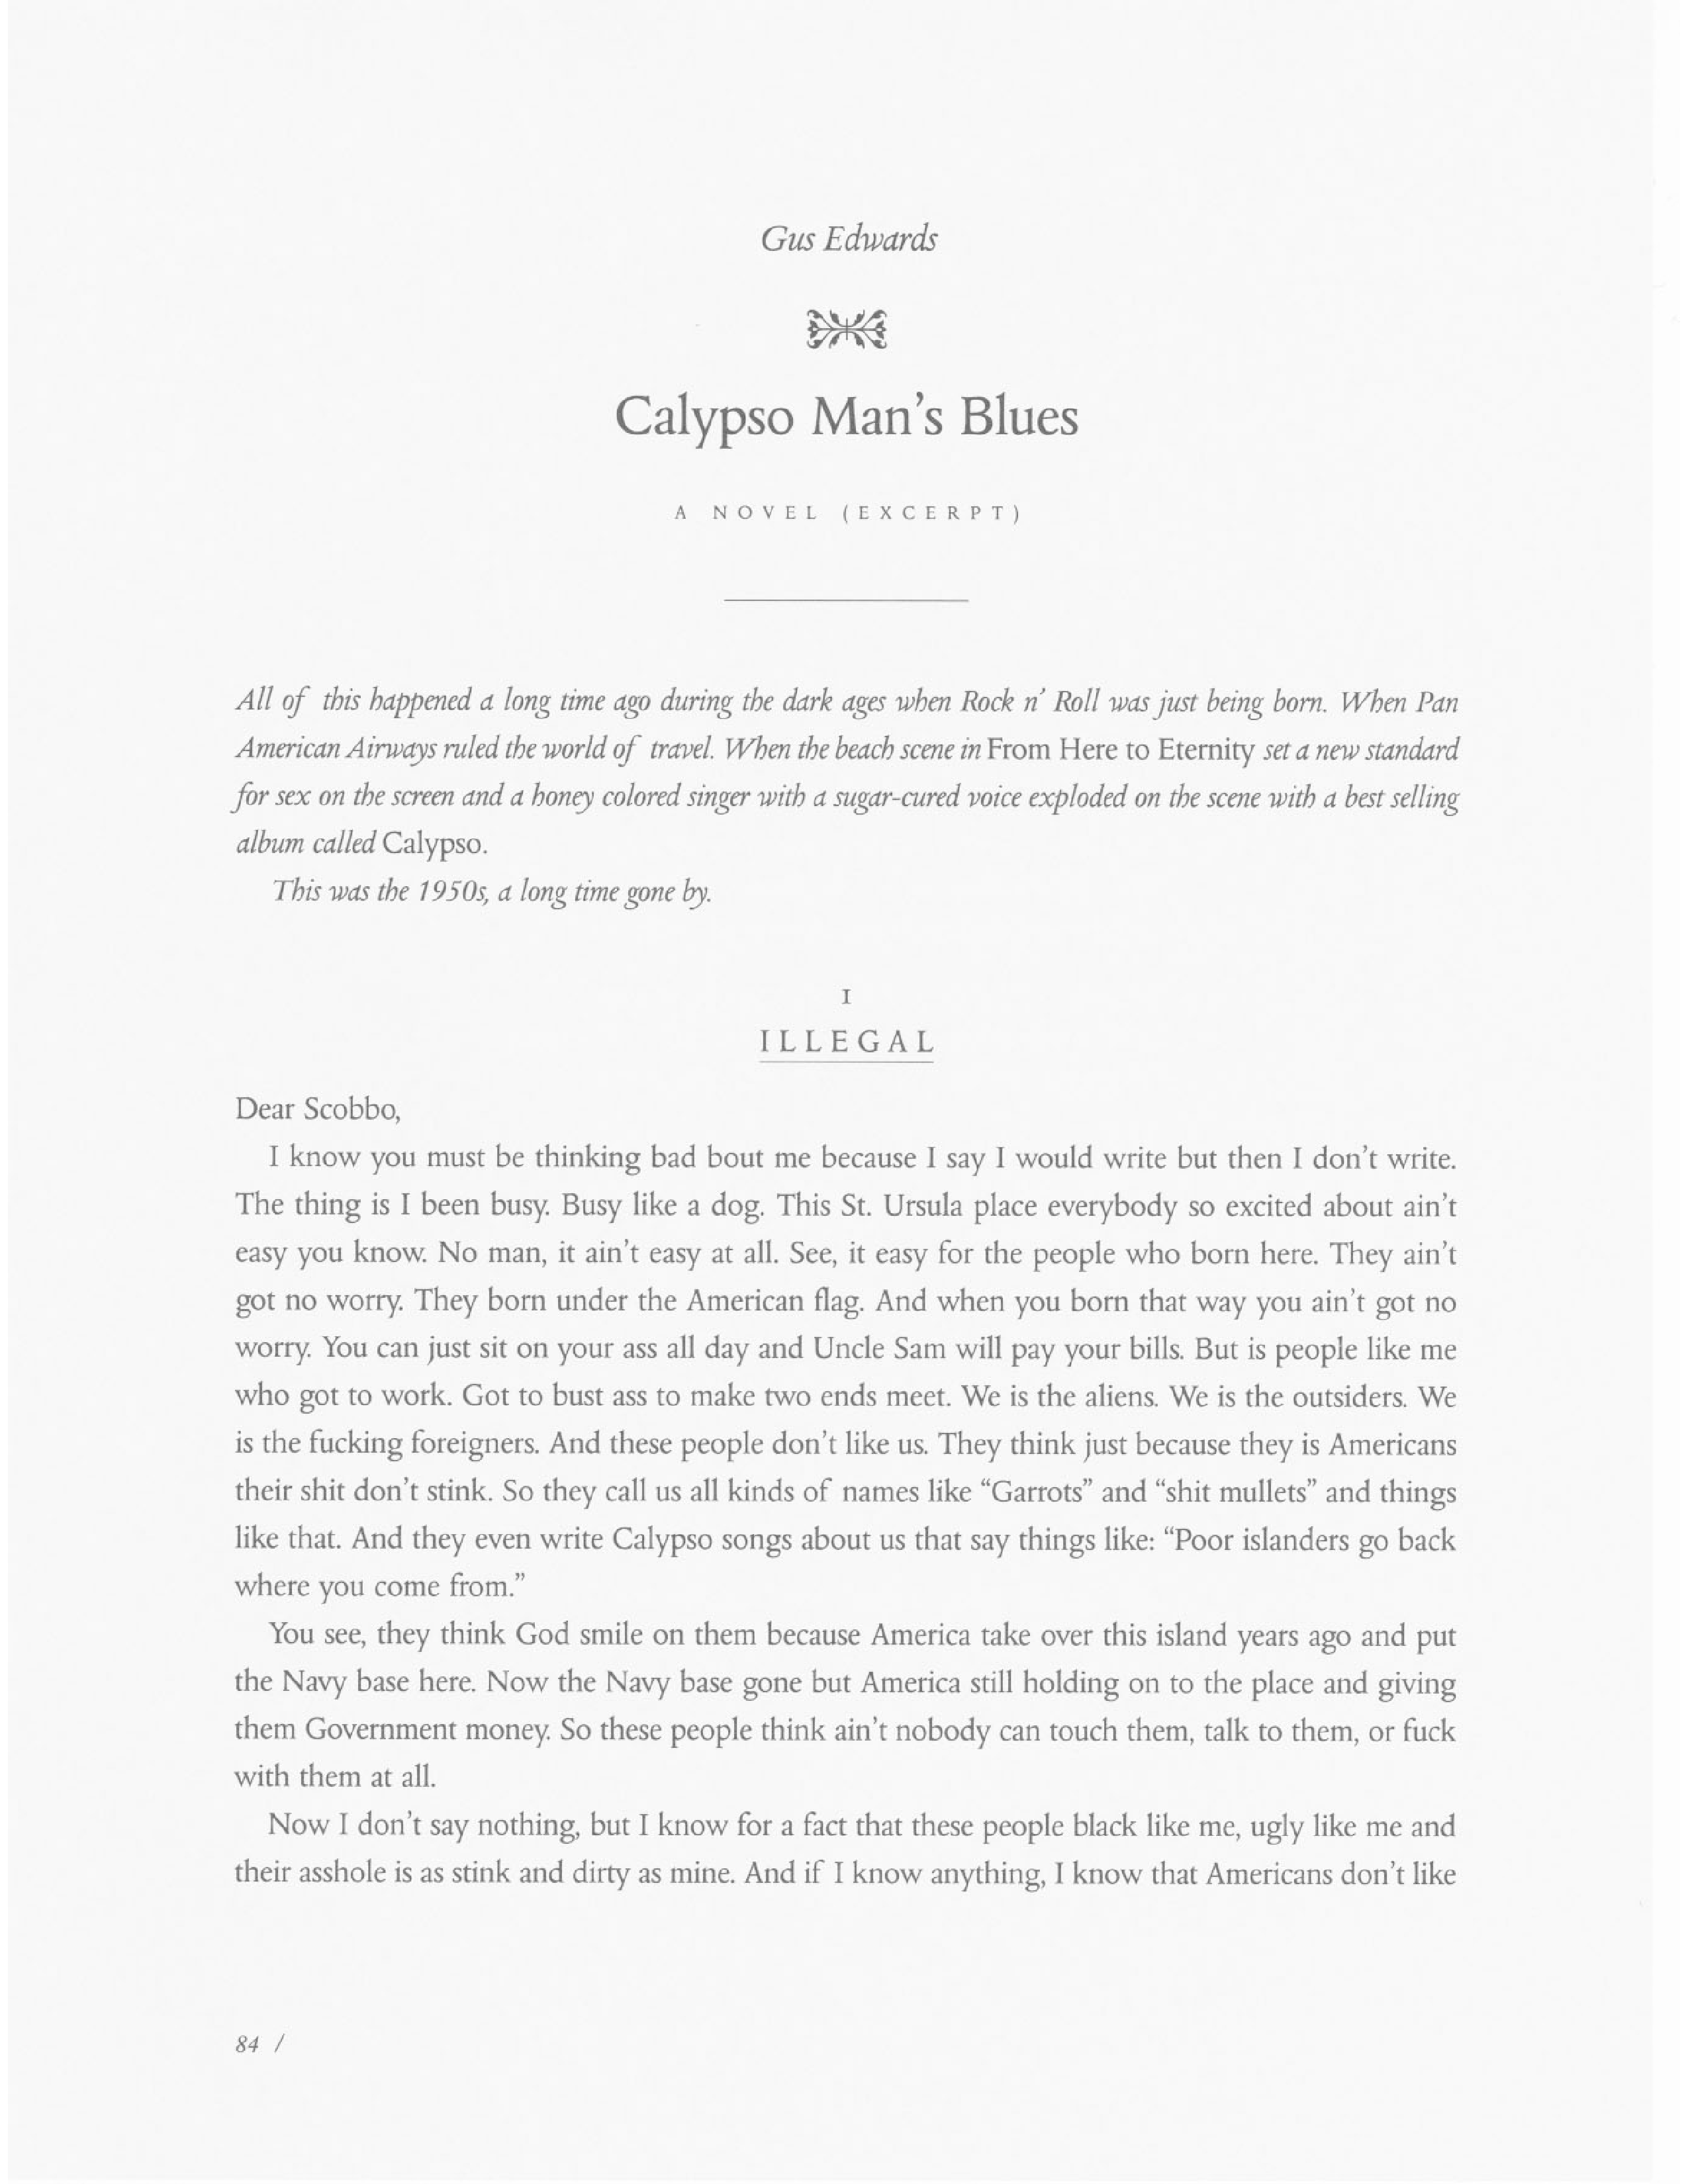 Gus Edwards
Calypso Man's Blues
A NOVEL (EXCERPT)
All of this happened a long time ago during the dark ages when Rock n' Roll was just being born. When Pan
American Airways ruled the world of travel. When the beach scene in From Here to Eternity set a new standard
for sex on the screen and a honey colored singer with a sugar-cured voice exploded on the scene with a best selling
album called Calypso.
This was the 1950s, a long time gone by.
I
ILLEGAL
Dear Scobbo,
I know you must be thinking bad bout me because I say I would write but then I don't write.
The thing is I been busy. Busy like a dog. This St. Ursula place everybody so excited about ain't
easy you know. No man, it ain't easy at all. See, it easy for the people who born here. They ain't
got no worry. They born under the American flag. And when you born that way you ain't got no
worry. You can just sit on your ass all day and Uncle Sam will pay your bills. But is people like me
who got to work. Got to bust ass to make two ends meet. We is the aliens. We is the outsiders. We
is the fucking foreigners. And these people don't like us. They think just because they is Americans
their shit don't stink. So they call us all kinds of names like “Garrots” and “shit mullets” and things
like that. And they even write Calypso songs about us that say things like: “Poor islanders go back
where you come from.”
You see, they think God smile on them because America take over this island years ago and put
the Navy base here. Now the Navy base gone but America still holding on to the place and giving
them Government money. So these people think ain't nobody can touch them, talk to them, or fuck
with them at all.
Now I don't say nothing, but I know for a fact that these people black like me, ugly like me and
their asshole is as stink and dirty as mine. And if I know anything, I know that Americans don't like
84 /